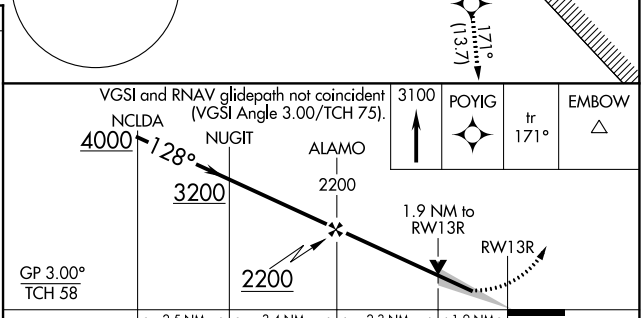 171°
(13.7)
VGSI and RNAV glidepath not coincident
(VGSI Angle 3.00/TCH 75).
3100
POYIG
tr
171°
EMBOW
NCLDA
4000
128°
NUGIT
3200
ALAMO
2200
2200
1.9 NM to
RW13R
RW13R
GP 3.00°
TCH 58